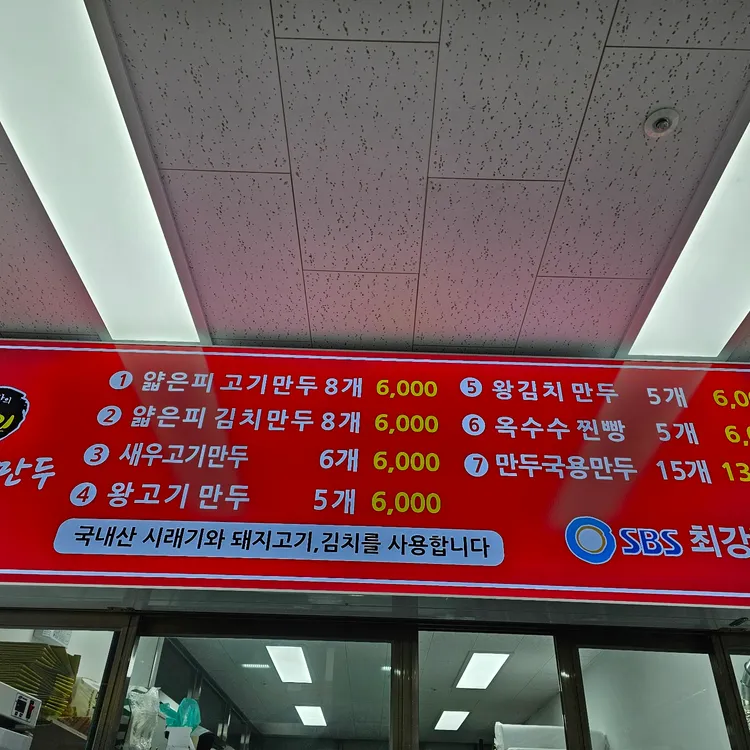 만두
① 얇은피 고기만두 8개 6,000
② 얇은피 김치만두 8개 6,000
③ 새우고기만두 6개 6,000
④ 왕고기 만두 5개 6,000
⑤ 왕김치 만두 5개
⑥ 옥수수 찐빵 5개
⑦ 만두국용만두 15개
국내산 시래기와 돼지고기,김치를 사용합니다
SBS 최강